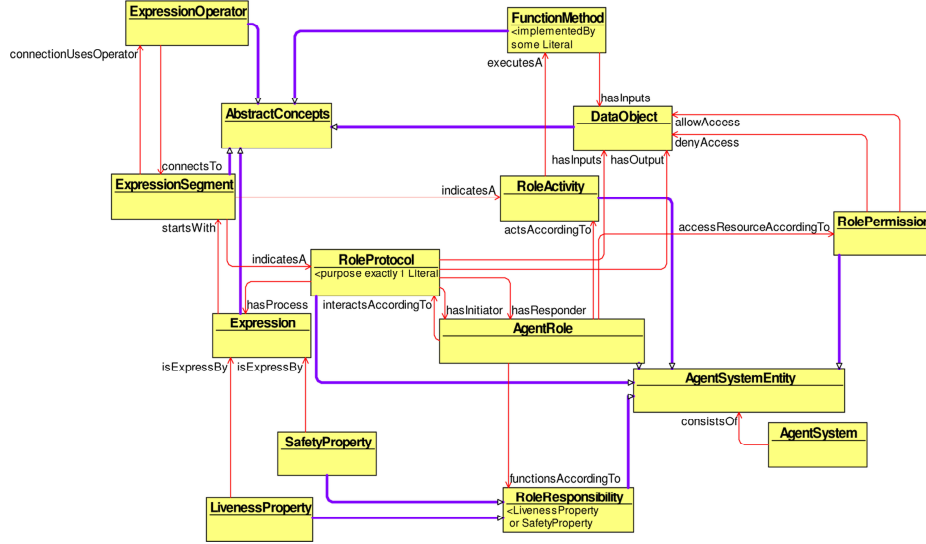 ExpressionOperator
FunctionMethod
<implementedBy
some Literal
connectionUsesOperator
executesA
hasInputs
AbstractConcepts
DataObject
allowAccess
denyAccess
hasInputs hasOutput
connectsTo
ExpressionSegment
indicatesA
RoleActivity
startsWith
actsAccordingTo
accessResourceAccordingTo
RolePermission
indicatesA
RoleProtocol
<purpose exactly 1 Literal
hasProcess
interactsAccordingTo
hasInitiator
hasResponder
Expression
AgentRole
isExpressBy isExpressBy
AgentSystemEntity
consistsOf
SafetyProperty
AgentSystem
functionsAccordingTo
LivenessProperty
RoleResponsibility
<LivenessProperty
or SafetyProperty